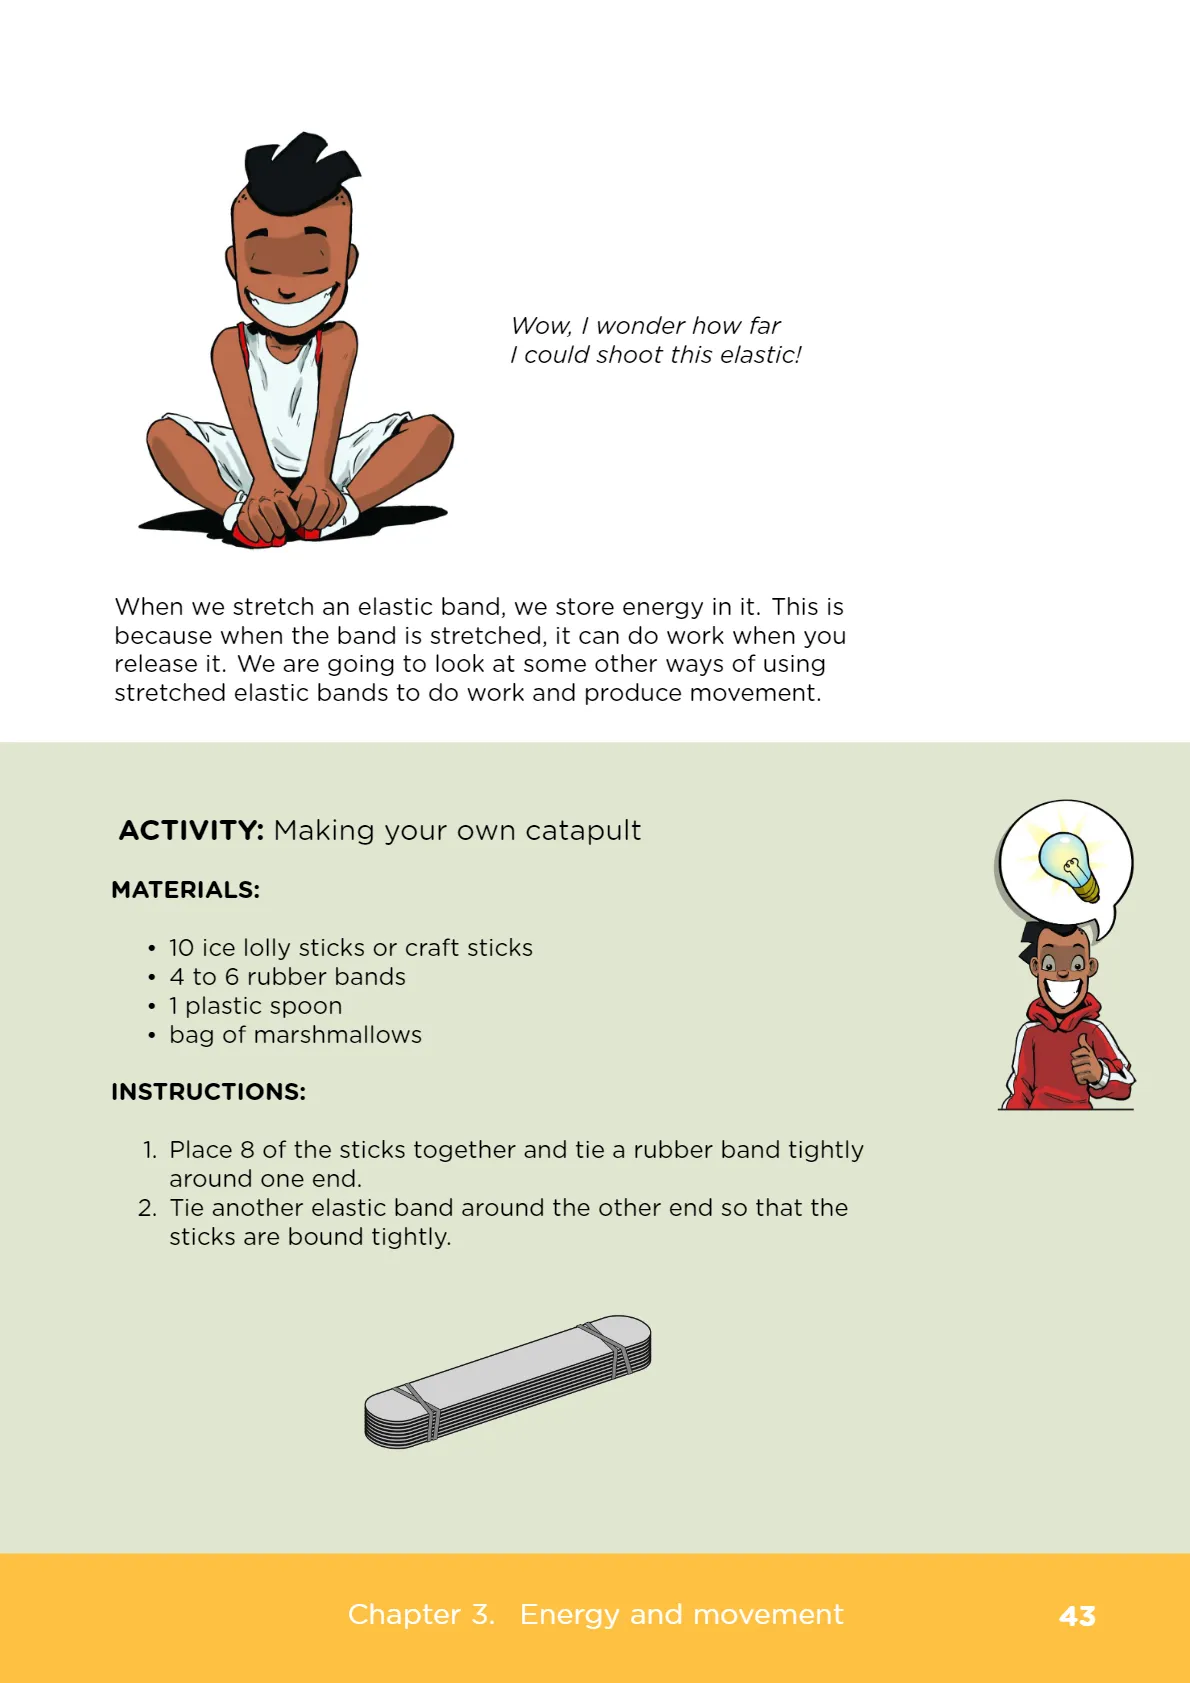 Wow, I wonder how far
I could shoot this elastic!
When we stretch an elastic band, we store energy in it. This is
because when the band is stretched, it can do work when you
release it. We are going to look at some other ways of using
stretched elastic bands to do work and produce movement.
ACTIVITY: Making your own catapult
MATERIALS:
• 10 ice lolly sticks or craft sticks
• 4 to 6 rubber bands
• 1 plastic spoon
• bag of marshmallows
INSTRUCTIONS:
1. Place 8 of the sticks together and tie a rubber band tightly
around one end.
2. Tie another elastic band around the other end so that the
sticks are bound tightly.
Chapter 3. Energy and movement 43